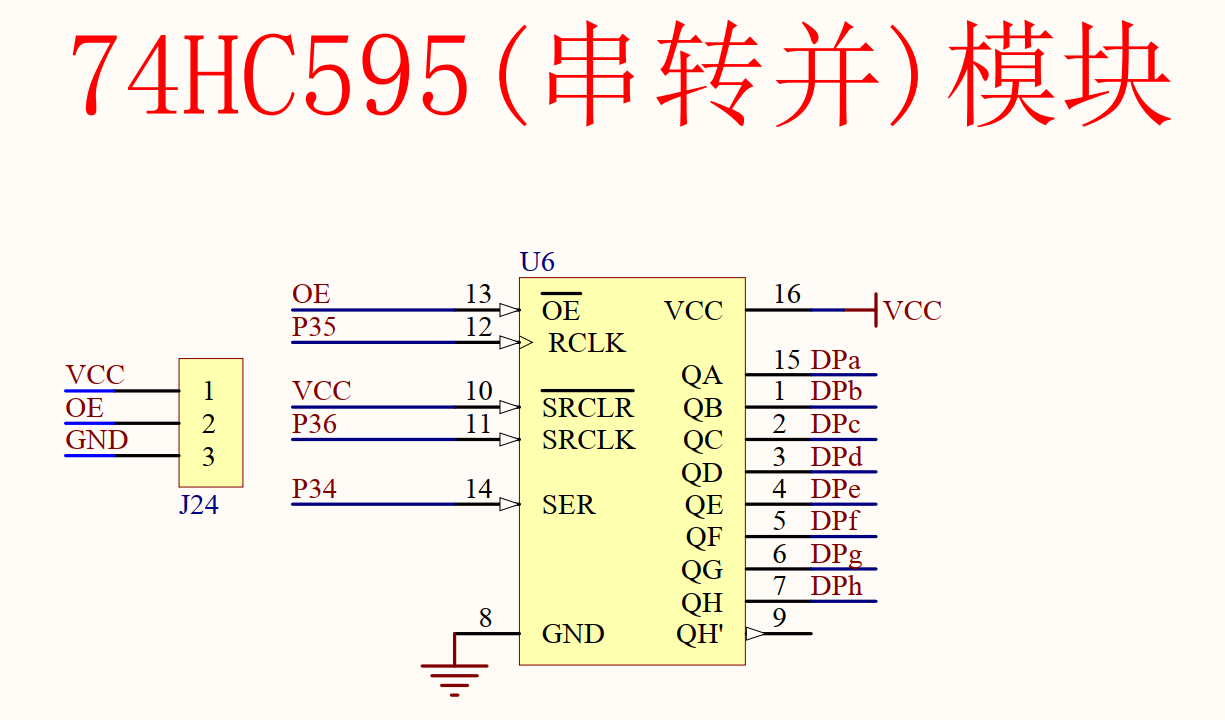 74HC595(串转并)模块
U6
OE 13 OE VCC 16 VCC
P35 12 RCLK
QA 15 DPa
VCC 10 SRCLR QB 1 DPb
P36 11 SRCLK QC 2 DPc
QD 3 DPd
P34 14 SER QE 4 DPe
QF 5 DPf
QG 6 DPg
QH 7 DPh
8 GND QH' 9
VCC 1
OE 2
GND 3
J24